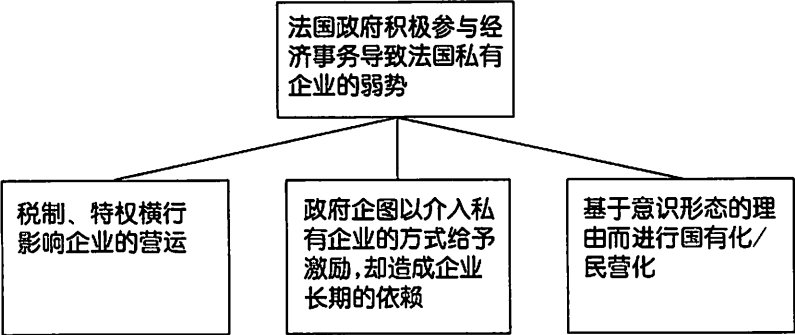 法国政府积极参与经
济事务导致法国私有
企业的弱势
税制、特权横行
影响企业的营运
政府企图以介入私
有企业的方式给予
激励,却造成企业
长期的依赖
基于意识形态的理
由而进行国有化/
民营化